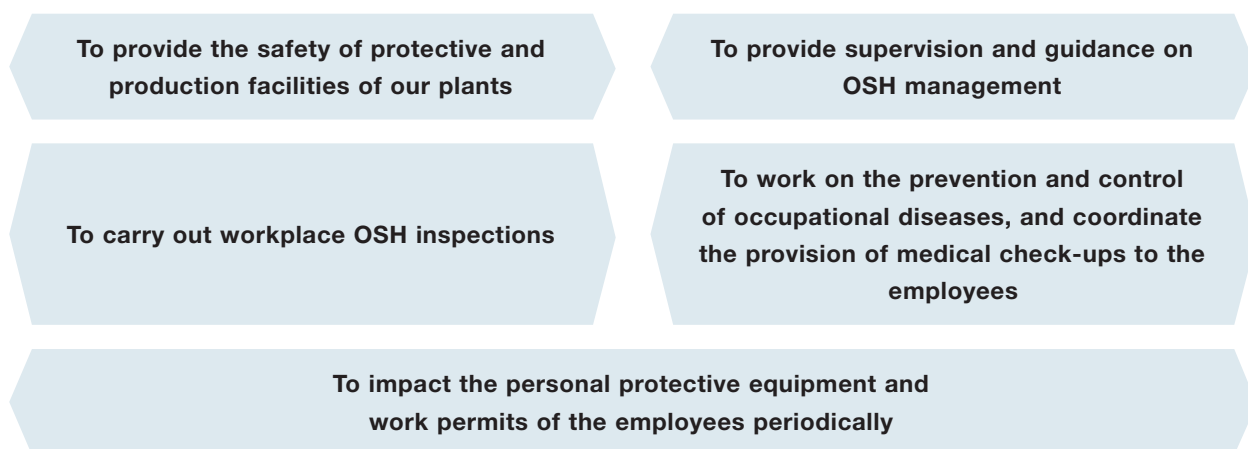 To provide the safety of protective and
production facilities of our plants
To provide supervision and guidance on
OSH management
To carry out workplace OSH inspections
To work on the prevention and control
of occupational diseases, and coordinate
the provision of medical check-ups to the
employees
To impact the personal protective equipment and
work permits of the employees periodically